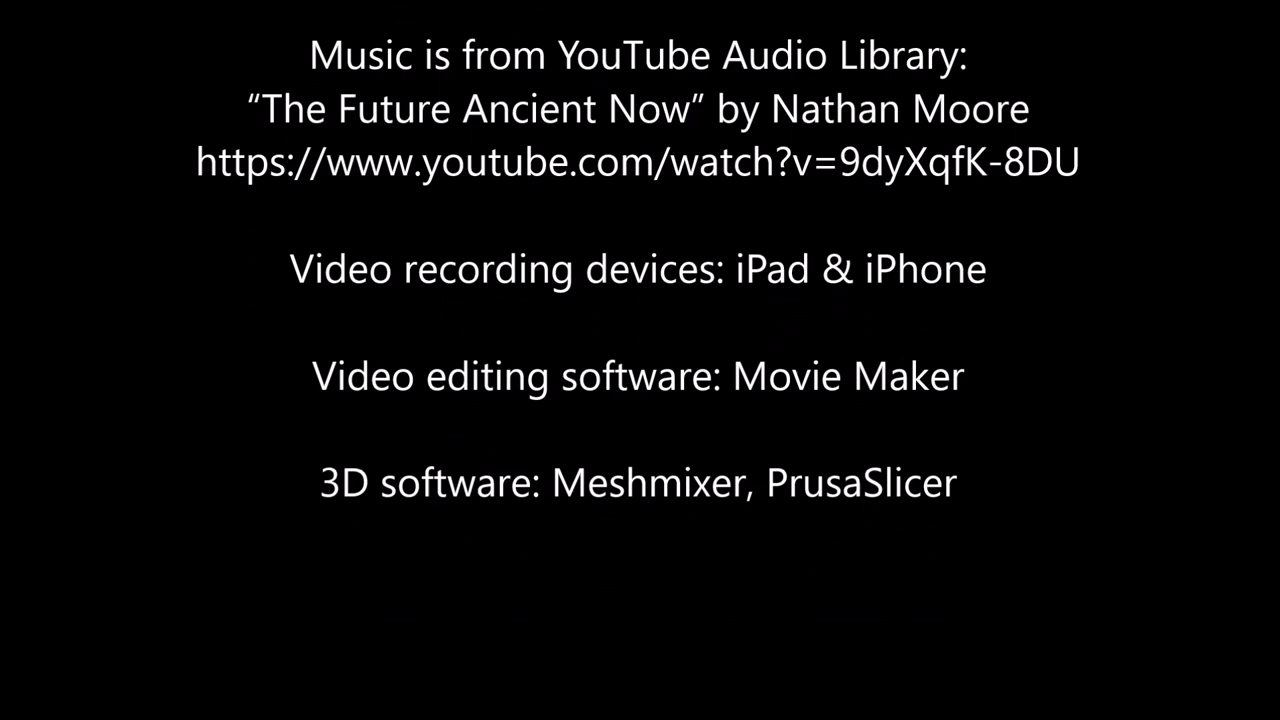 Music is from YouTube Audio Library:
“The Future Ancient Now” by Nathan Moore
https://www.youtube.com/watch?v=9dyXqfK-8DU
Video recording devices: iPad & iPhone
Video editing software: Movie Maker
3D software: Meshmixer, PrusaSlicer